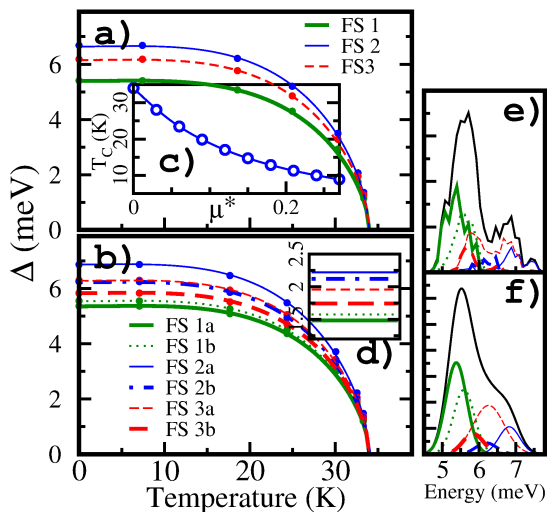 a)
FS 1
FS 2
FS3
6
4
2
0
Δ (meV)
35
30
20
10
T_C(K)
c)
0
0.2
μ*
b)
6
4
2
0
2.5
2
d)
FS 1a
FS 1b
FS 2a
FS 2b
FS 3a
FS 3b
0
10
20
30
Temperature (K)
e)
f)
5
6
7
Energy (meV)